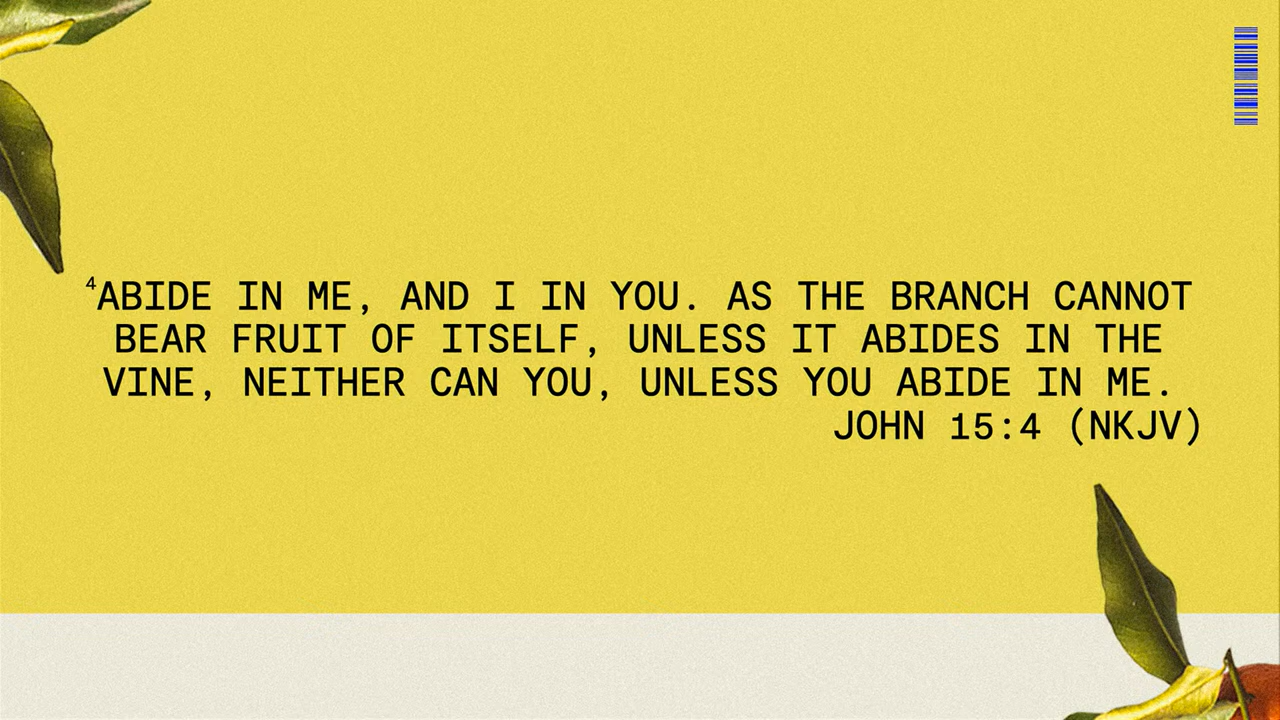 ⁴ABIDE IN ME, AND I IN YOU. AS THE BRANCH CANNOT
BEAR FRUIT OF ITSELF, UNLESS IT ABIDES IN THE
VINE, NEITHER CAN YOU, UNLESS YOU ABIDE IN ME.
JOHN 15:4 (NKJV)